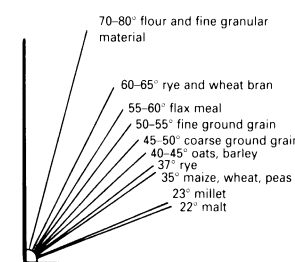 70–80° flour and fine granular
material
60–65° rye and wheat bran
55–60° flax meal
50–55° fine ground grain
45–50° coarse ground grain
40–45° oats, barley
37° rye
35° maize, wheat, peas
23° millet
22° malt